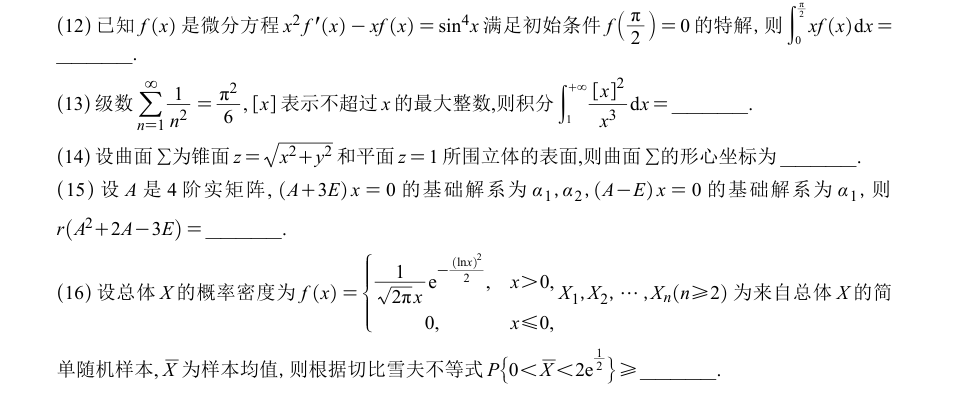 (12) 已知 f(x) 是微分方程 x²f′(x) − xf(x) = sin⁴x 满足初始条件 f(π/2) = 0 的特解, 则 ∫₀^(π/2) xf(x)dx =
________.
(13) 级数 ∑_{n=1}^{∞} 1/n² = π²/6, [x] 表示不超过 x 的最大整数,则积分 ∫₁^{+∞} [x]²/x³ dx = ________.
(14) 设曲面 Σ为锥面 z = √(x²+y²) 和平面 z = 1 所围立体的表面,则曲面 Σ的形心坐标为 ________.
(15) 设 A 是 4 阶实矩阵, (A+3E)x = 0 的基础解系为 α₁,α₂, (A−E)x = 0 的基础解系为 α₁, 则
r(A²+2A−3E) = ________.
(16) 设总体 X 的概率密度为 f(x) = { 1/(√(2π)x) e^{−(lnx)²/2}, x>0, 0, x⩽0, X₁,X₂, ⋯ ,Xₙ(n⩾2) 为来自总体 X 的简
单随机样本, X̅ 为样本均值, 则根据切比雪夫不等式 P{0<X̅<2e^{1/2}} ⩾ ________.